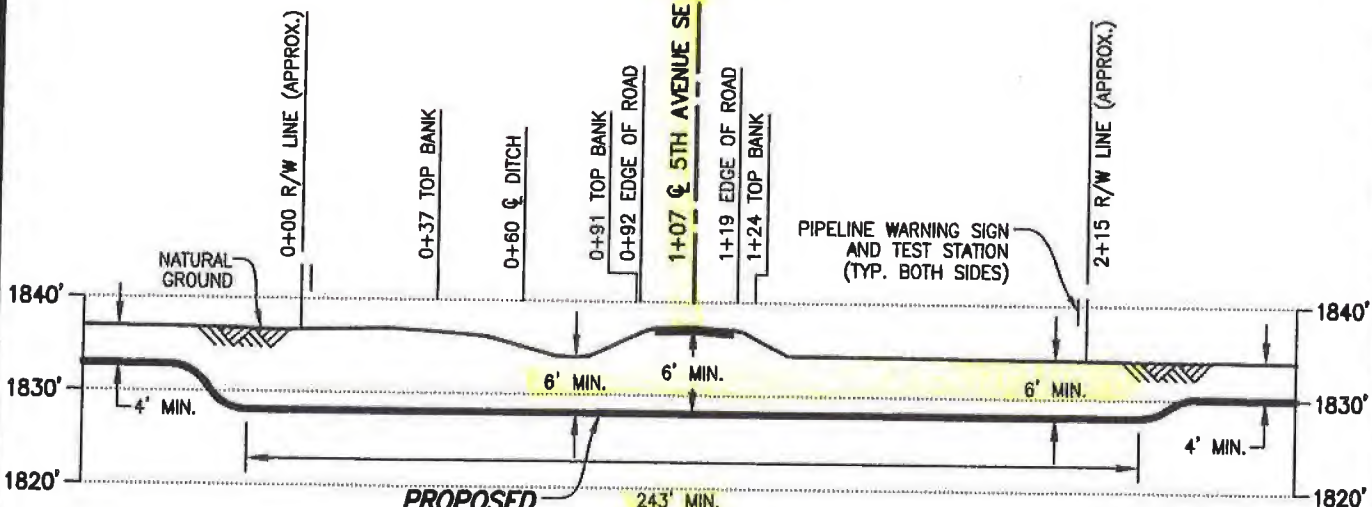 0+00 R/W LINE (APPROX.)
0+37 TOP BANK
0+60 ℄ DITCH
0+91 TOP BANK
0+92 EDGE OF ROAD
1+07 ℄ 5TH AVENUE SE
1+19 EDGE OF ROAD
1+24 TOP BANK
2+15 R/W LINE (APPROX.)
PIPELINE WARNING SIGN
AND TEST STATION
(TYP. BOTH SIDES)
NATURAL
GROUND
1840'
1840'
1830'
4' MIN.
6' MIN.
6' MIN.
6' MIN.
1830'
4' MIN.
1820'
PROPOSED
243' MIN.
1820'